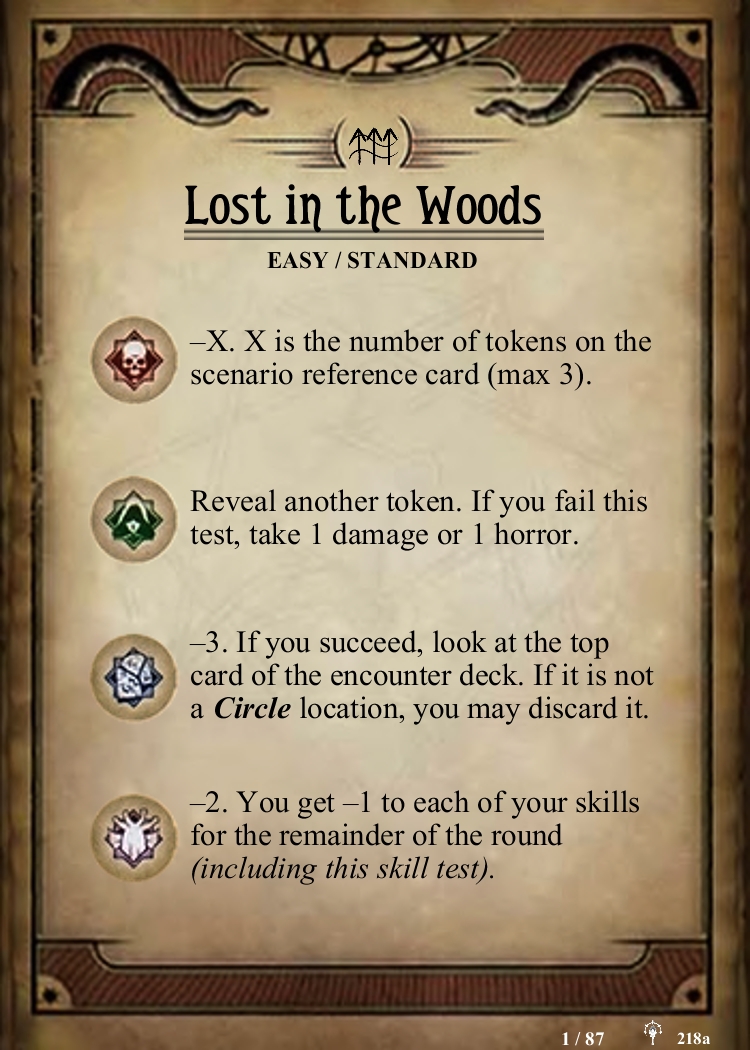 Lost in the Woods
EASY / STANDARD
–X. X is the number of tokens on the
scenario reference card (max 3).
Reveal another token. If you fail this
test, take 1 damage or 1 horror.
–3. If you succeed, look at the top
card of the encounter deck. If it is not
a Circle location, you may discard it.
–2. You get –1 to each of your skills
for the remainder of the round
(including this skill test).
1 / 87 218a